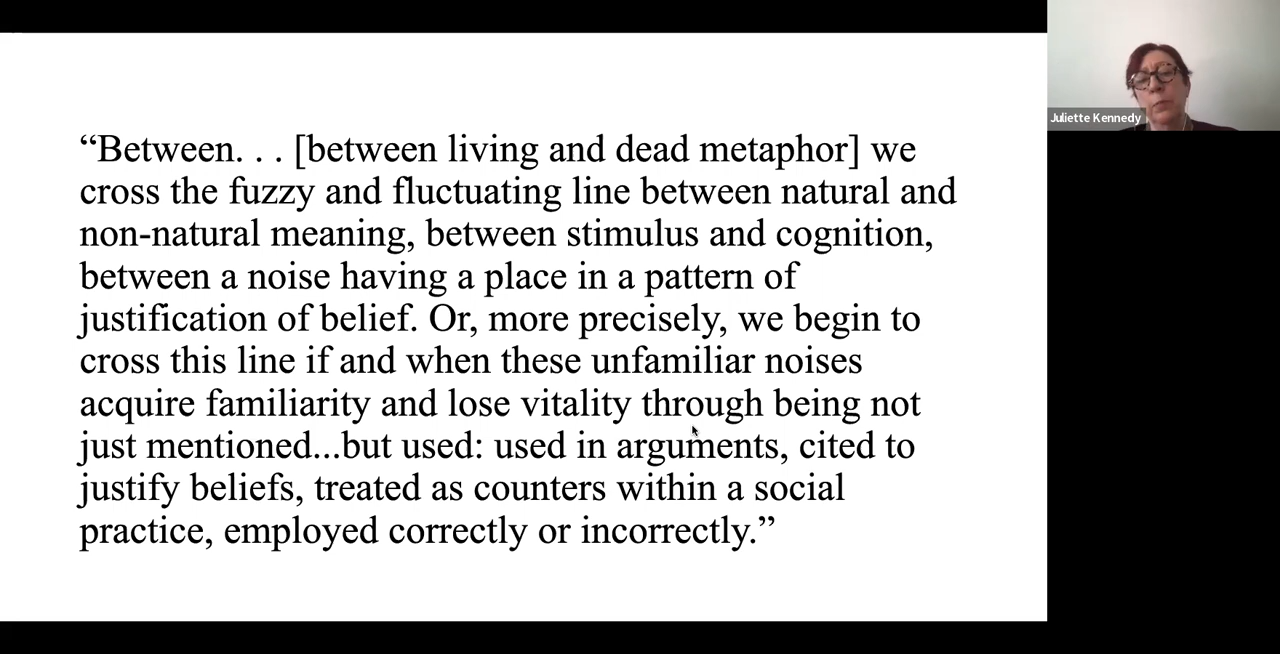 “Between. . . [between living and dead metaphor] we
cross the fuzzy and fluctuating line between natural and
non-natural meaning, between stimulus and cognition,
between a noise having a place in a pattern of
justification of belief. Or, more precisely, we begin to
cross this line if and when these unfamiliar noises
acquire familiarity and lose vitality through being not
just mentioned...but used: used in arguments, cited to
justify beliefs, treated as counters within a social
practice, employed correctly or incorrectly.”
Juliette Kennedy